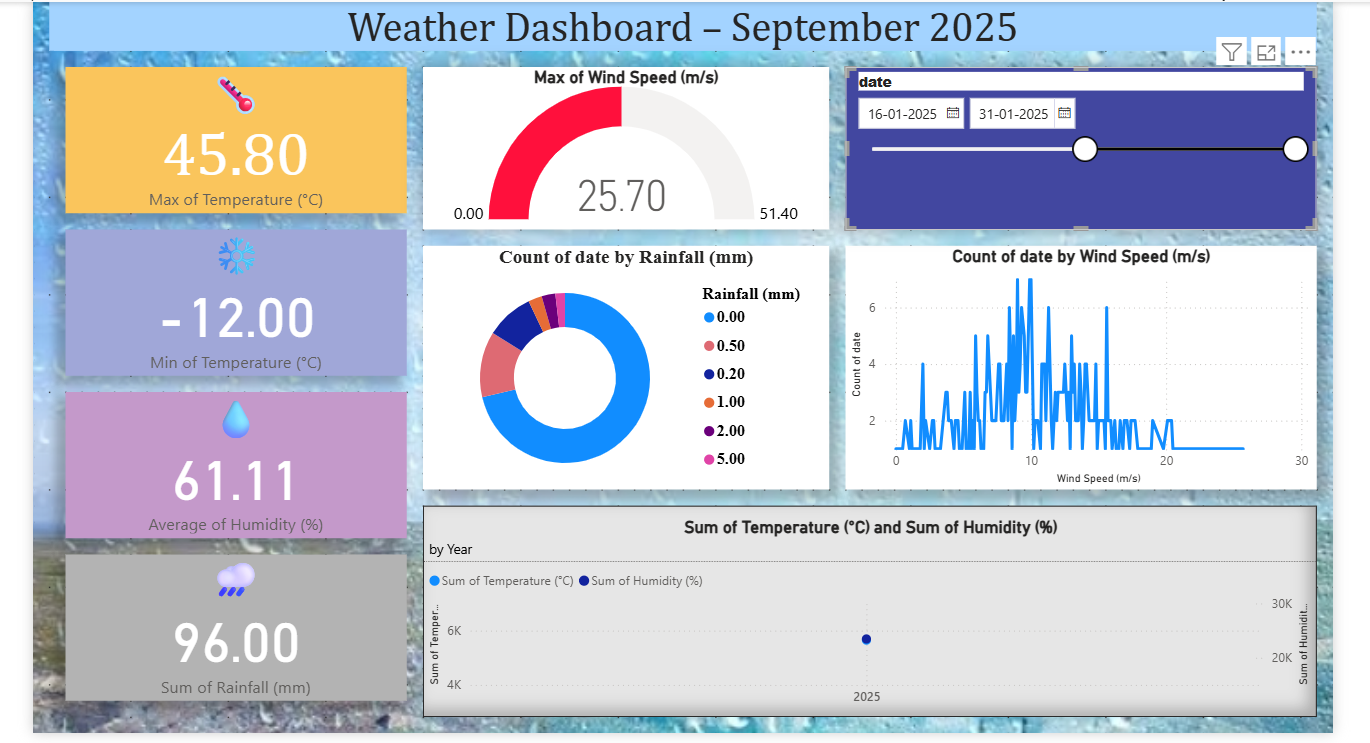 Weather Dashboard – September 2025
45.80
Max of Temperature (°C)
-12.00
Min of Temperature (°C)
61.11
Average of Humidity (%)
96.00
Sum of Rainfall (mm)
Max of Wind Speed (m/s)
25.70
0.00
51.40
date
16-01-2025
31-01-2025
Count of date by Rainfall (mm)
Rainfall (mm)
0.00
0.50
0.20
1.00
2.00
5.00
Count of date by Wind Speed (m/s)
Count of date
6
4
2
0 10 20 30
Wind Speed (m/s)
Sum of Temperature (°C) and Sum of Humidity (%)
by Year
Sum of Temperature (°C) Sum of Humidity (%)
Sum of Temper...
6K
4K
30K
20K
Sum of Humidit...
2025